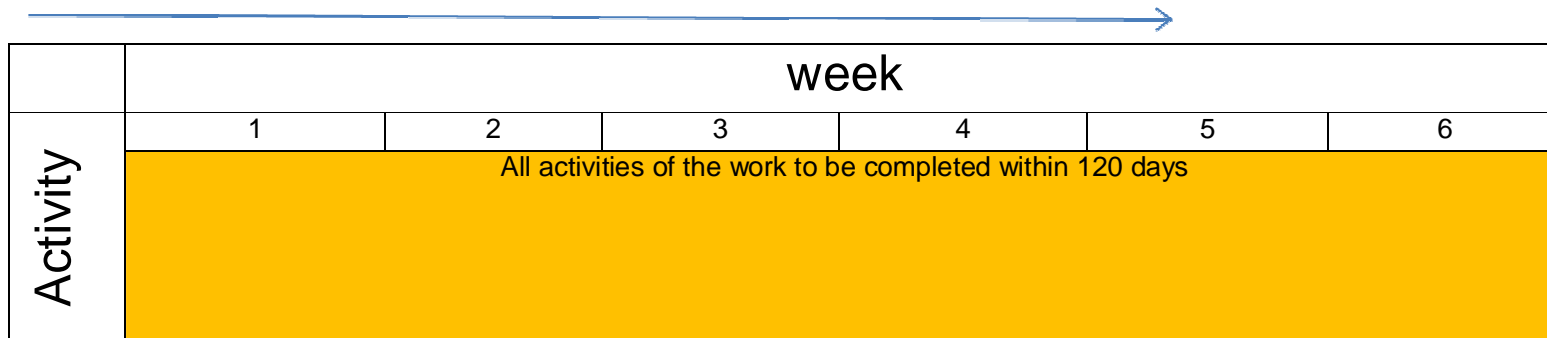 week
1 2 3 4 5 6
Activity
All activities of the work to be completed within 120 days